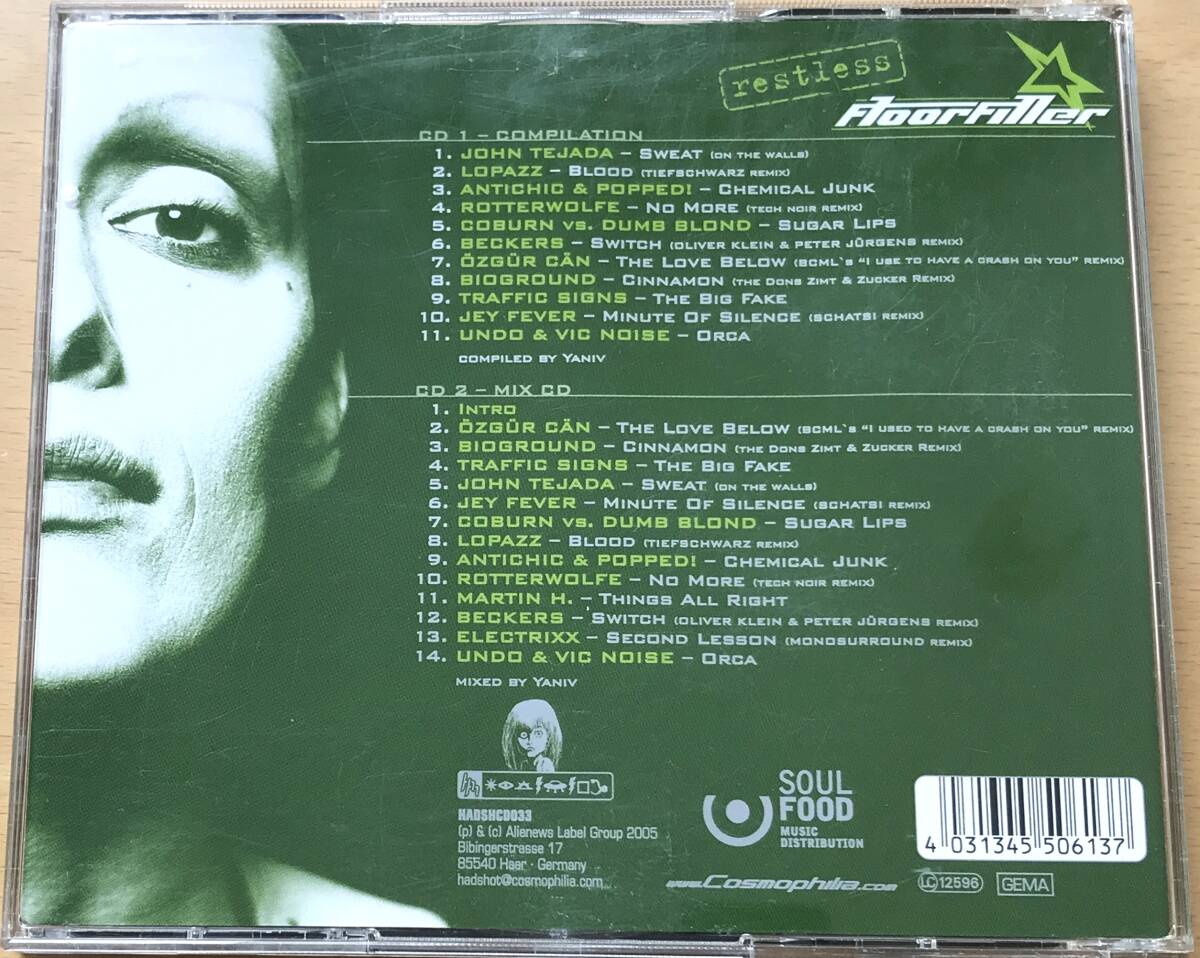 restless
floorfiller
CD 1 – COMPILATION
1. JOHN TEJADA – SWEAT (ON THE WALLS)
2. LOPAZZ – BLOOD (TIEFSCHWARZ REMIX)
3. ANTICHIC & POPPED! – CHEMICAL JUNK
4. ROTTERWOLFE – NO MORE (TECH NOIR REMIX)
5. COBURN VS. DUMB BLOND – SUGAR LIPS
6. BECKERS – SWITCH (OLIVER KLEIN & PETER JÜRGENS REMIX)
7. ÖZGÜR CÄN – THE LOVE BELOW (SCML`S "I USE TO HAVE A CRASH ON YOU" REMIX)
8. BIOGROUND – CINNAMON (THE DONS ZIMT & ZUCKER REMIX)
9. TRAFFIC SIGNS – THE BIG FAKE
10. JEY FEVER – MINUTE OF SILENCE (SCHATSI REMIX)
11. UNDO & VIC NOISE – ORCA
COMPILED BY YANIV
CD 2 – MIX CD
1. INTRO
2. ÖZGÜR CÄN – THE LOVE BELOW (SCML`S "I USED TO HAVE A CRASH ON YOU" REMIX)
3. BIOGROUND – CINNAMON (THE DONS ZIMT & ZUCKER REMIX)
4. TRAFFIC SIGNS – THE BIG FAKE
5. JOHN TEJADA – SWEAT (ON THE WALLS)
6. JEY FEVER – MINUTE OF SILENCE (SCHATSI REMIX)
7. COBURN VS. DUMB BLOND – SUGAR LIPS
8. LOPAZZ – BLOOD (TIEFSCHWARZ REMIX)
9. ANTICHIC & POPPED! – CHEMICAL JUNK
10. ROTTERWOLFE – NO MORE (TECH NOIR REMIX)
11. MARTIN H. – THINGS ALL RIGHT
12. BECKERS – SWITCH (OLIVER KLEIN & PETER JÜRGENS REMIX)
13. ELECTRIXX – SECOND LESSON (MONOSURROUND REMIX)
14. UNDO & VIC NOISE – ORCA
MIXED BY YANIV
HADSHCD033
(p) & (c) Alienews Label Group 2005
Bibingerstrasse 17
85540 Haar · Germany
hadshot@cosmophilia.com
SOUL
FOOD
MUSIC
DISTRIBUTION
www.Cosmophilia.com
4 031345 506137
LC 12596
GEMA